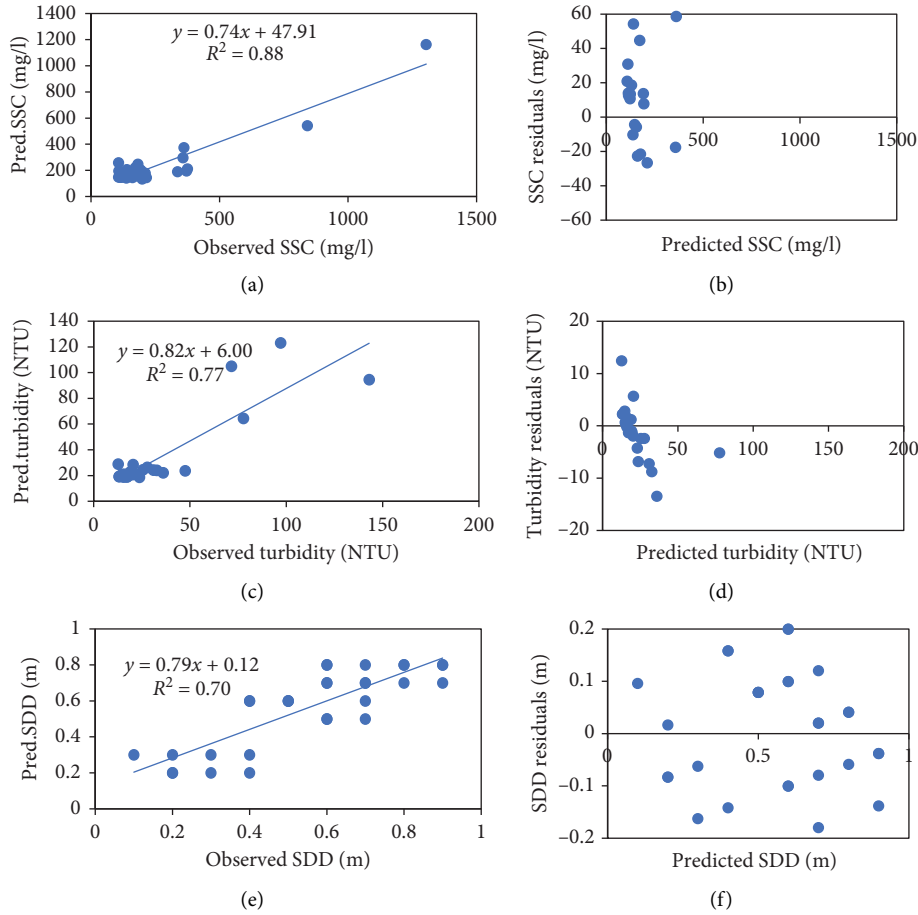 y = 0.74x + 47.91
R² = 0.88
Pred.SSC (mg/l)
1400
1200
1000
800
600
400
200
0
0 500 1000 1500
Observed SSC (mg/l)
(a)
SSC residuals (mg/l)
60
40
20
0
−20
−40
−60
0 500 1000 1500
Predicted SSC (mg/l)
(b)
y = 0.82x + 6.00
R² = 0.77
Pred.turbidity (NTU)
140
120
100
80
60
40
20
0
0 50 100 150 200
Observed turbidity (NTU)
(c)
Turbidity residuals (NTU)
20
10
0
−10
−20
0 50 100 150 200
Predicted turbidity (NTU)
(d)
y = 0.79x + 0.12
R² = 0.70
Pred.SDD (m)
1
0.8
0.6
0.4
0.2
0
0 0.2 0.4 0.6 0.8 1
Observed SDD (m)
(e)
SDD residuals (m)
0.2
0.1
0
−0.1
−0.2
0 0.5 1
Predicted SDD (m)
(f)